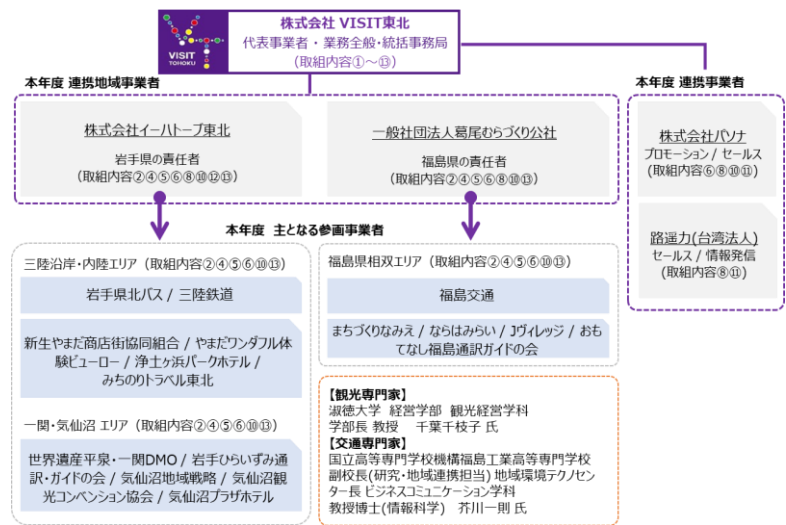 VISIT
TOHOKU
株式会社 VISIT東北
代表事業者・業務全般・統括事務局
(取組内容①～⑬)
本年度 連携地域事業者
本年度 連携事業者
株式会社イーハトーブ東北
岩手県の責任者
(取組内容②④⑤⑥⑧⑩⑫⑬)
一般社団法人葛尾むらづくり公社
福島県の責任者
(取組内容②④⑤⑥⑧⑩⑬)
株式会社パソナ
プロモーション / セールス
(取組内容⑥⑧⑩⑪)
路遥力(台湾法人)
セールス / 情報発信
(取組内容⑧⑪)
本年度 主となる参画事業者
三陸沿岸・内陸エリア（取組内容②④⑤⑥⑩⑬）
岩手県北バス / 三陸鉄道
新生やまだ商店街協同組合 / やまだワンダフル体
験ビューロー / 浄土ヶ浜パークホテル /
みちのりトラベル東北
一関・気仙沼 エリア（取組内容②④⑤⑥⑩⑬）
世界遺産平泉・一関DMO / 岩手ひらいずみ通
訳・ガイドの会 / 気仙沼地域戦略 / 気仙沼観
光コンベンション協会 / 気仙沼プラザホテル
福島県相双エリア（取組内容②④⑤⑥⑩⑬）
福島交通
まちづくりなみえ / ならはみらい / Jヴィレッジ / おも
てなし福島通訳ガイドの会
【観光専門家】
淑徳大学 経営学部 観光経営学科
学部長 教授 千葉千枝子 氏
【交通専門家】
国立高等専門学校機構福島工業高等専門学校
副校長(研究・地域連携担当) 地域環境テクノセン
ター長 ビジネスコミュニケーション学科
教授博士(情報科学) 芥川一則 氏